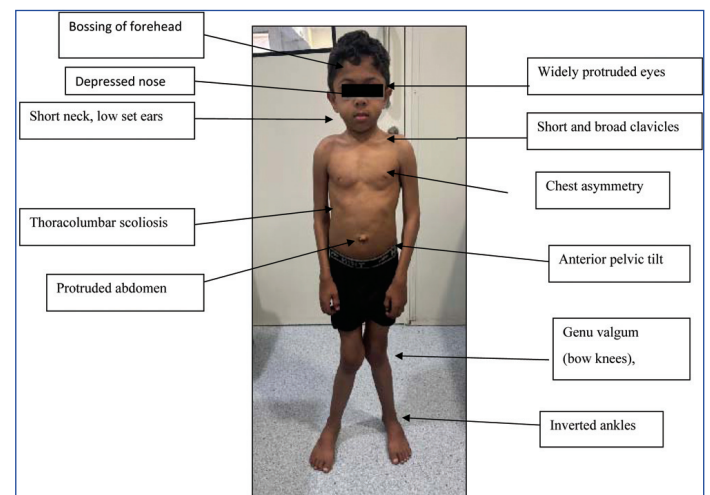 Bossing of forehead
Depressed nose
Short neck, low set ears
Thoracolumbar scoliosis
Protruded abdomen
Widely protruded eyes
Short and broad clavicles
Chest asymmetry
Anterior pelvic tilt
Genu valgum
(bow knees),
Inverted ankles